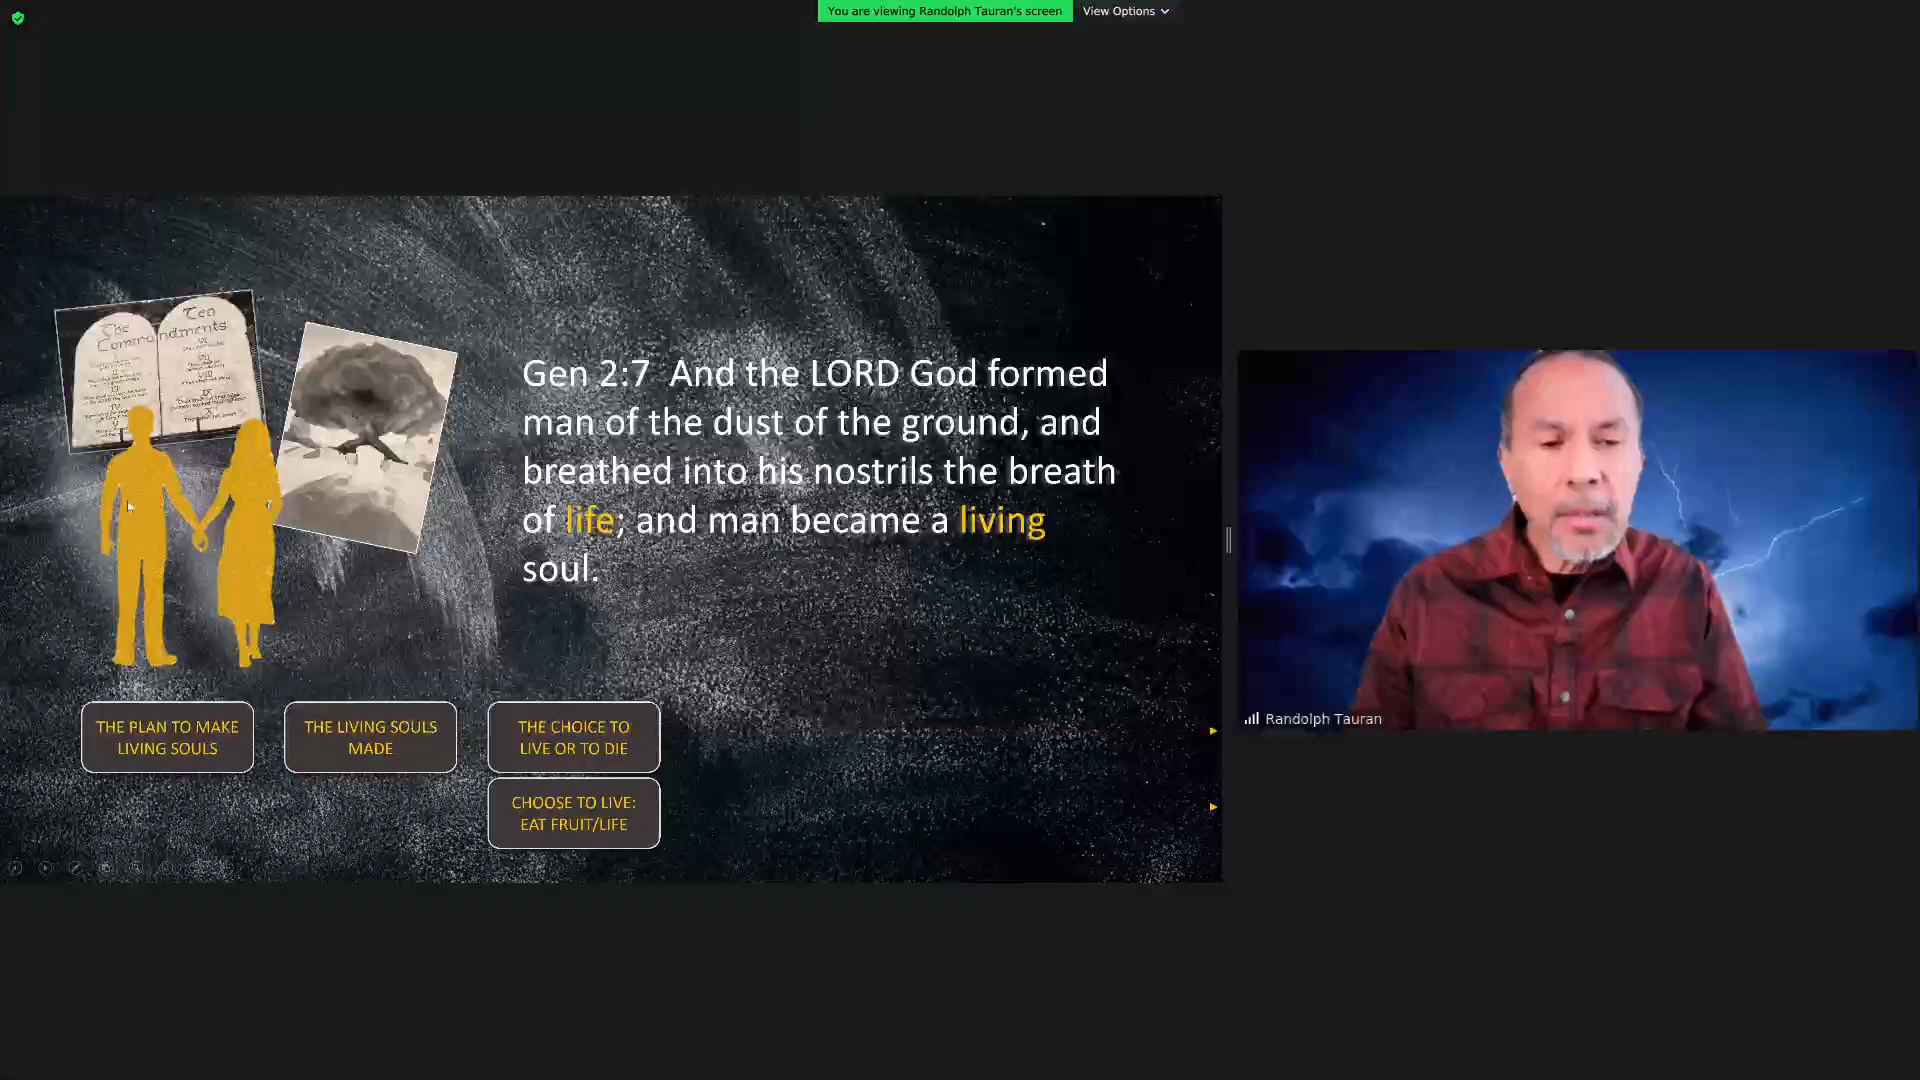 You are viewing Randolph Tauran's screen
View Options
The Ten
Commandments
Gen 2:7  And the LORD God formed
man of the dust of the ground, and
breathed into his nostrils the breath
of life; and man became a living
soul.
THE PLAN TO MAKE
LIVING SOULS
THE LIVING SOULS
MADE
THE CHOICE TO
LIVE OR TO DIE
CHOOSE TO LIVE:
EAT FRUIT/LIFE
Randolph Tauran